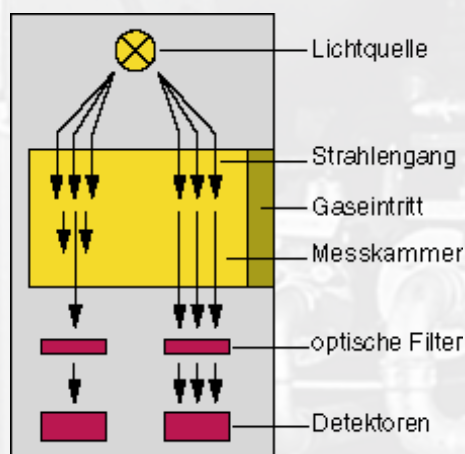 Lichtquelle
Strahlengang
Gaseintritt
Messkammer
optische Filter
Detektoren